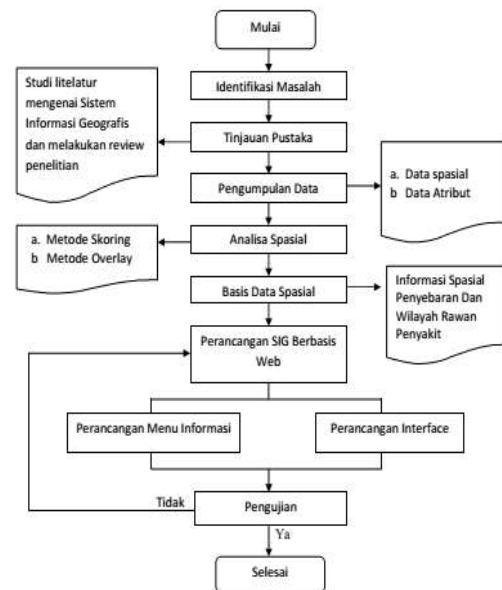 Mulai
Identifikasi Masalah
Studi litelatur
mengenai Sistem
Informasi Geografis
dan melakukan review
penelitian
Tinjauan Pustaka
Pengumpulan Data
a. Data spasial
b Data Atribut
Analisa Spasial
a. Metode Skoring
b Metode Overlay
Basis Data Spasial
Informasi Spasial
Penyebaran Dan
Wilayah Rawan
Penyakit
Perancangan SIG Berbasis
Web
Perancangan Menu Informasi
Perancangan Interface
Tidak
Pengujian
Ya
Selesai